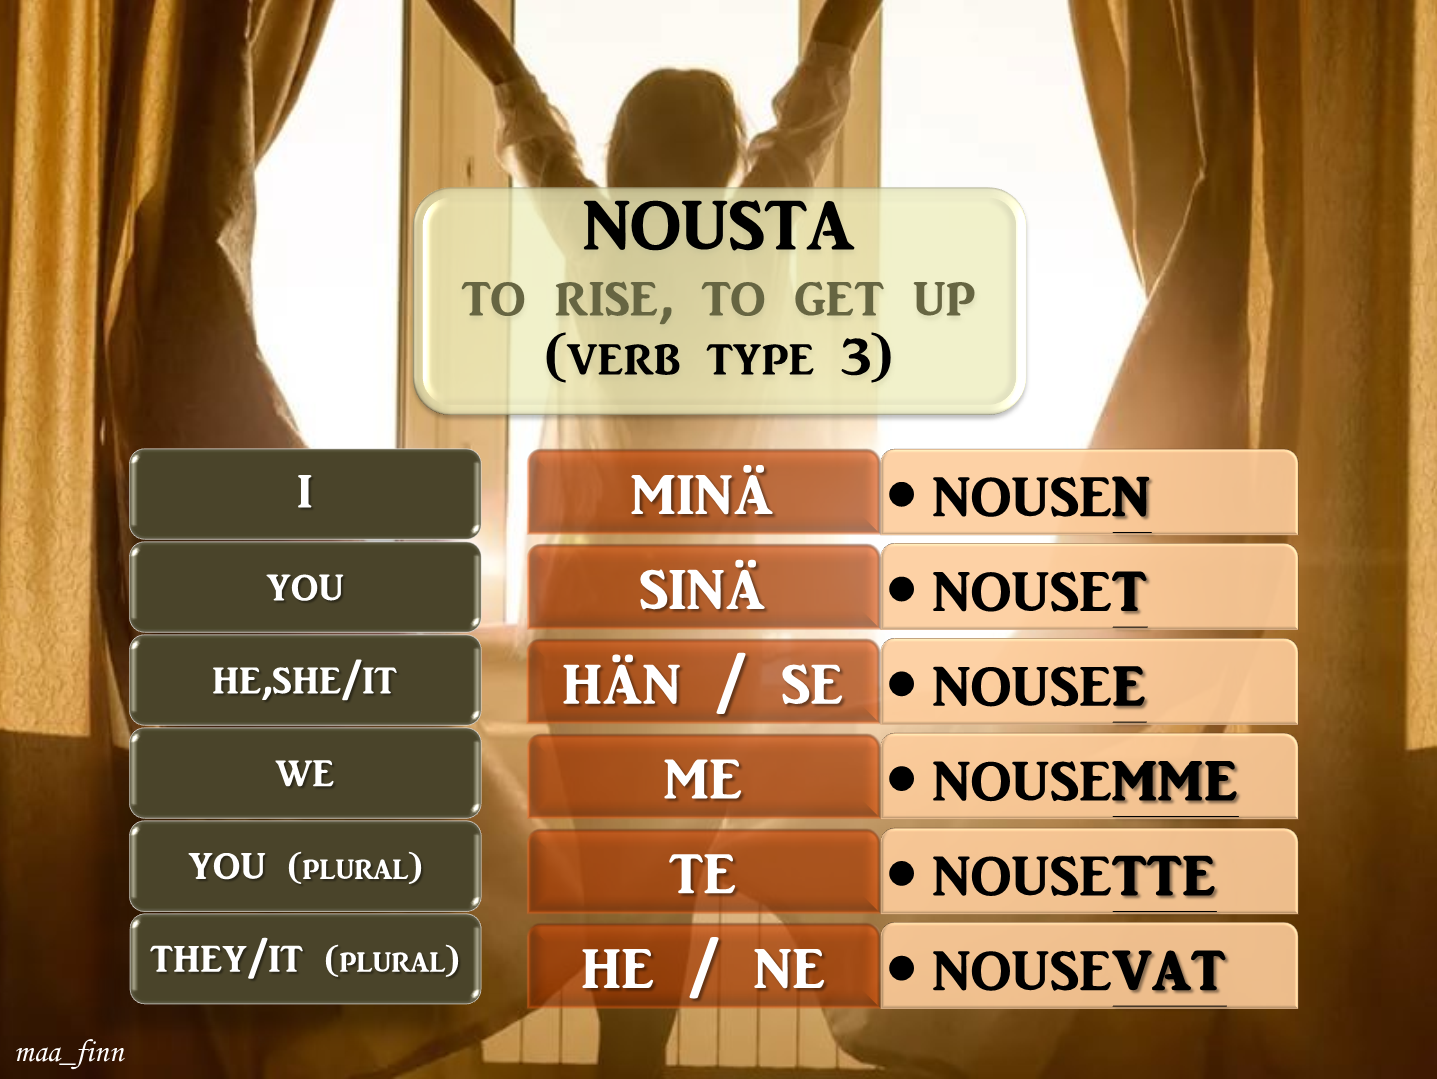 NOUSTA
TO RISE, TO GET UP
(VERB TYPE 3)
I
MINÄ
• NOUSEN
YOU
SINÄ
• NOUSET
HE,SHE/IT
HÄN / SE
• NOUSEE
WE
ME
• NOUSEMME
YOU (PLURAL)
TE
• NOUSETTE
THEY/IT (PLURAL)
HE / NE
• NOUSEVAT
maa_finn